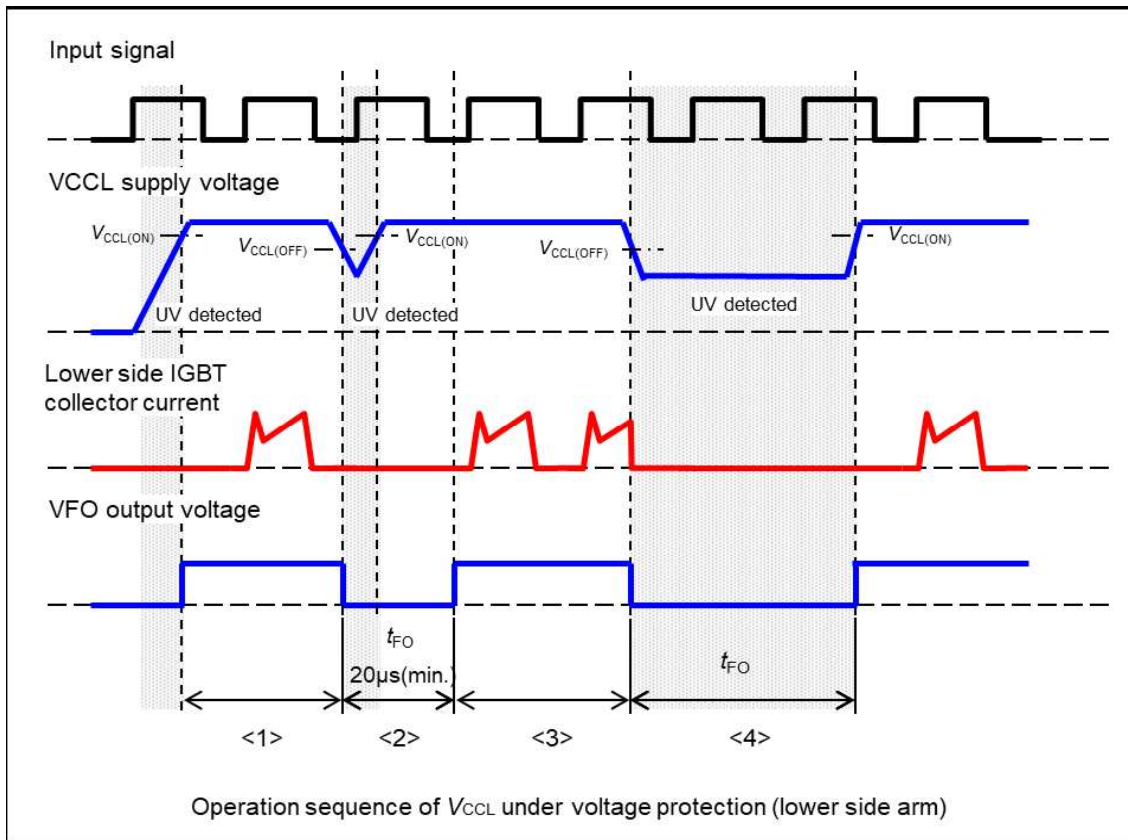 Input signal
VCCL supply voltage
VCCL(ON)
VCCL(OFF)
VCCL(ON)
VCCL(OFF)
VCCL(ON)
UV detected
UV detected
UV detected
Lower side IGBT
collector current
VFO output voltage
tFO
20µs(min.)
tFO
<1>
<2>
<3>
<4>
Operation sequence of VCCL under voltage protection (lower side arm)